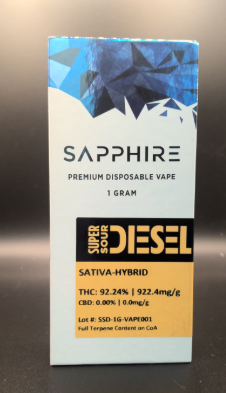 SAPPHIRE
PREMIUM DISPOSABLE VAPE
1 GRAM
SUPER SOUR DIESEL
SATIVA-HYBRID
THC: 92.24% | 922.4mg/g
CBD: 0.00% | 0.0mg/g
Lot #: SSD-1G-VAPE001
Full Terpene Content on CoA